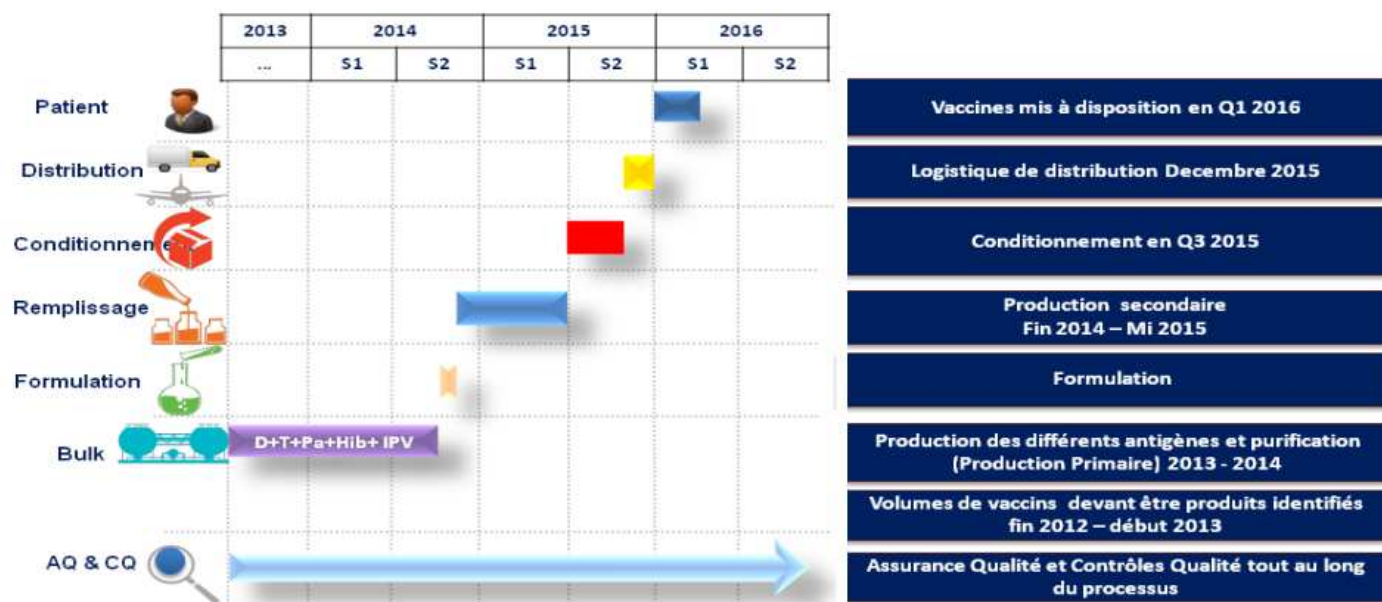 2013 2014 2015 2016
... S1 S2 S1 S2 S1 S2
Patient
Vaccines mis à disposition en Q1 2016
Distribution
Logistique de distribution Decembre 2015
Conditionnement
Conditionnement en Q3 2015
Remplissage
Production secondaire
Fin 2014 – Mi 2015
Formulation
Formulation
Bulk
D+T+Pa+Hib+ IPV
Production des différents antigènes et purification
(Production Primaire) 2013 - 2014
Volumes de vaccins devant être produits identifiés
fin 2012 – début 2013
AQ & CQ
Assurance Qualité et Contrôles Qualité tout au long
du processus